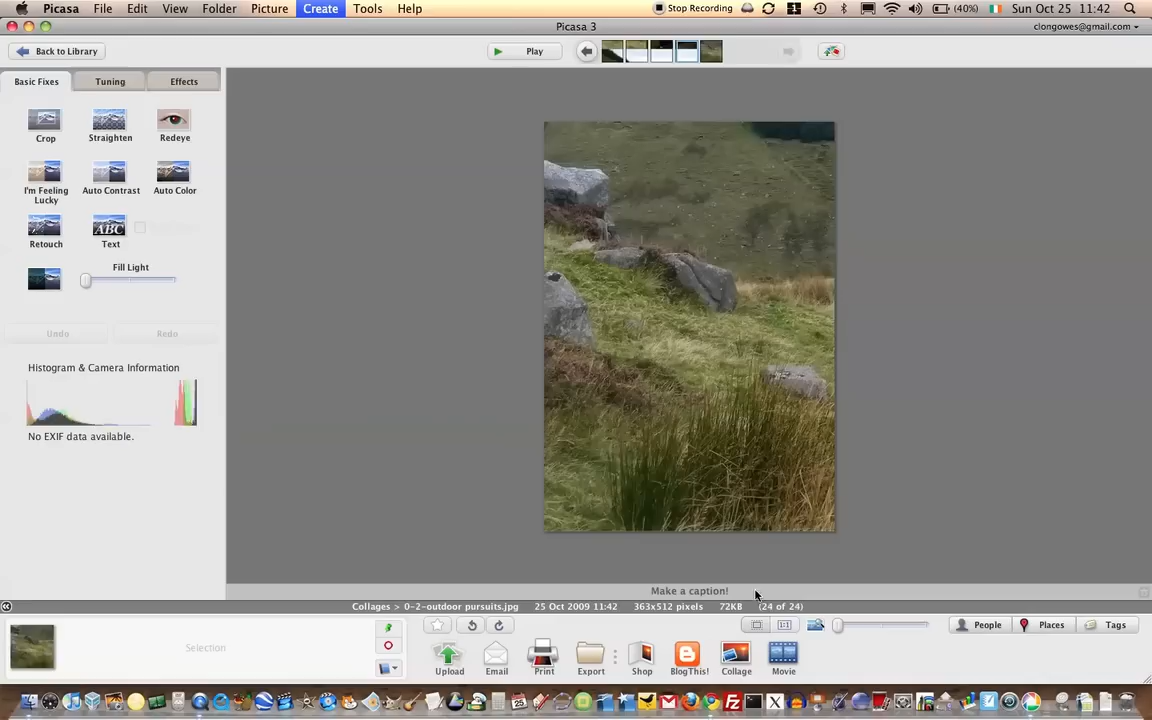 Picasa File Edit View Folder Picture Create Tools Help Stop Recording (40%) Sun Oct 25 11:42
Picasa 3
clongowes@gmail.com
Back to Library
Play
Basic Fixes Tuning Effects
Crop Straighten Redeye
I'm Feeling Lucky Auto Contrast Auto Color
Retouch Text
ABC
Fill Light
Undo Redo
Histogram & Camera Information
No EXIF data available.
Make a caption!
Collages > 0-2-outdoor pursuits.jpg 25 Oct 2009 11:42 363x512 pixels 72KB (24 of 24)
1:1
People Places Tags
Selection
Upload Email Print Export Shop BlogThis! Collage Movie